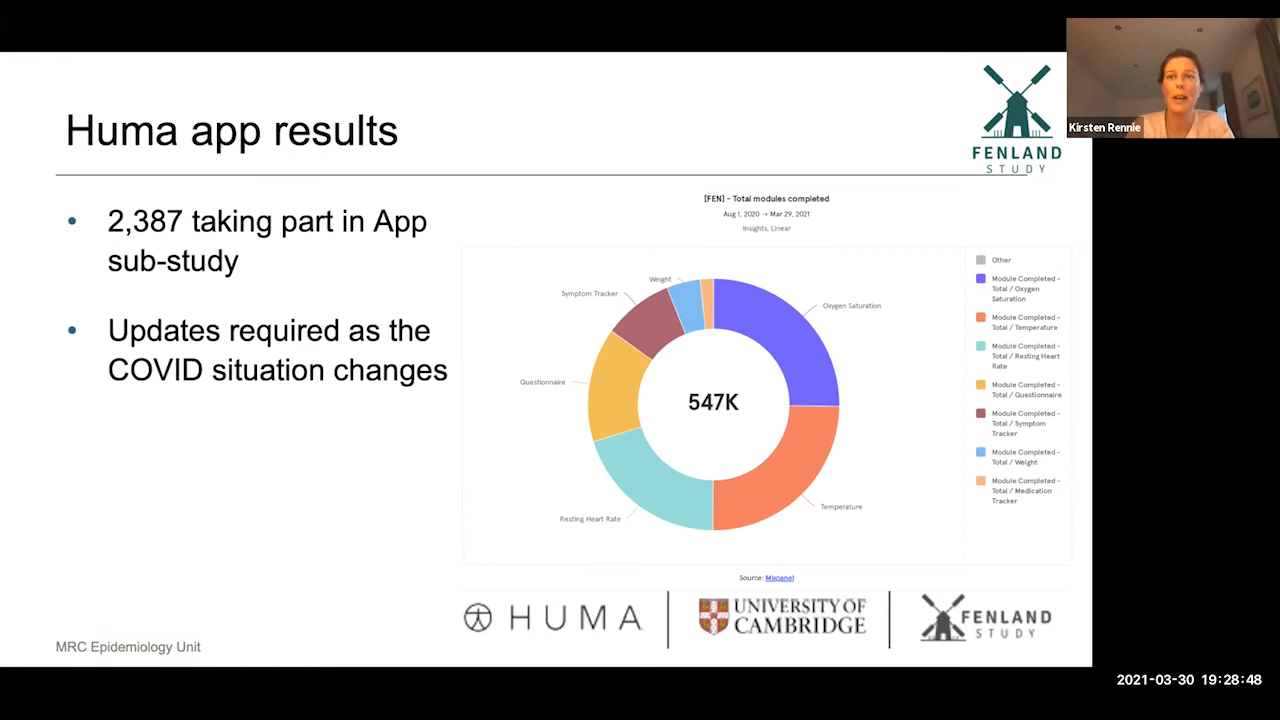 Huma app results
FENLAND
STUDY
Kirsten Rennie
• 2,387 taking part in App
sub-study
• Updates required as the
COVID situation changes
[FEN] - Total modules completed
Aug 1, 2020 → Mar 29, 2021
Insights, Linear
Weight
Symptom Tracker
Oxygen Saturation
Questionnaire
547K
Resting Heart Rate
Temperature
Other
Module Completed -
Total / Oxygen
Saturation
Module Completed -
Total / Temperature
Module Completed -
Total / Resting Heart
Rate
Module Completed -
Total / Questionnaire
Module Completed -
Total / Symptom
Tracker
Module Completed -
Total / Weight
Module Completed -
Total / Medication
Tracker
Source: Mixpanel
HUMA
UNIVERSITY OF
CAMBRIDGE
FENLAND
STUDY
MRC Epidemiology Unit
2021-03-30 19:28:48